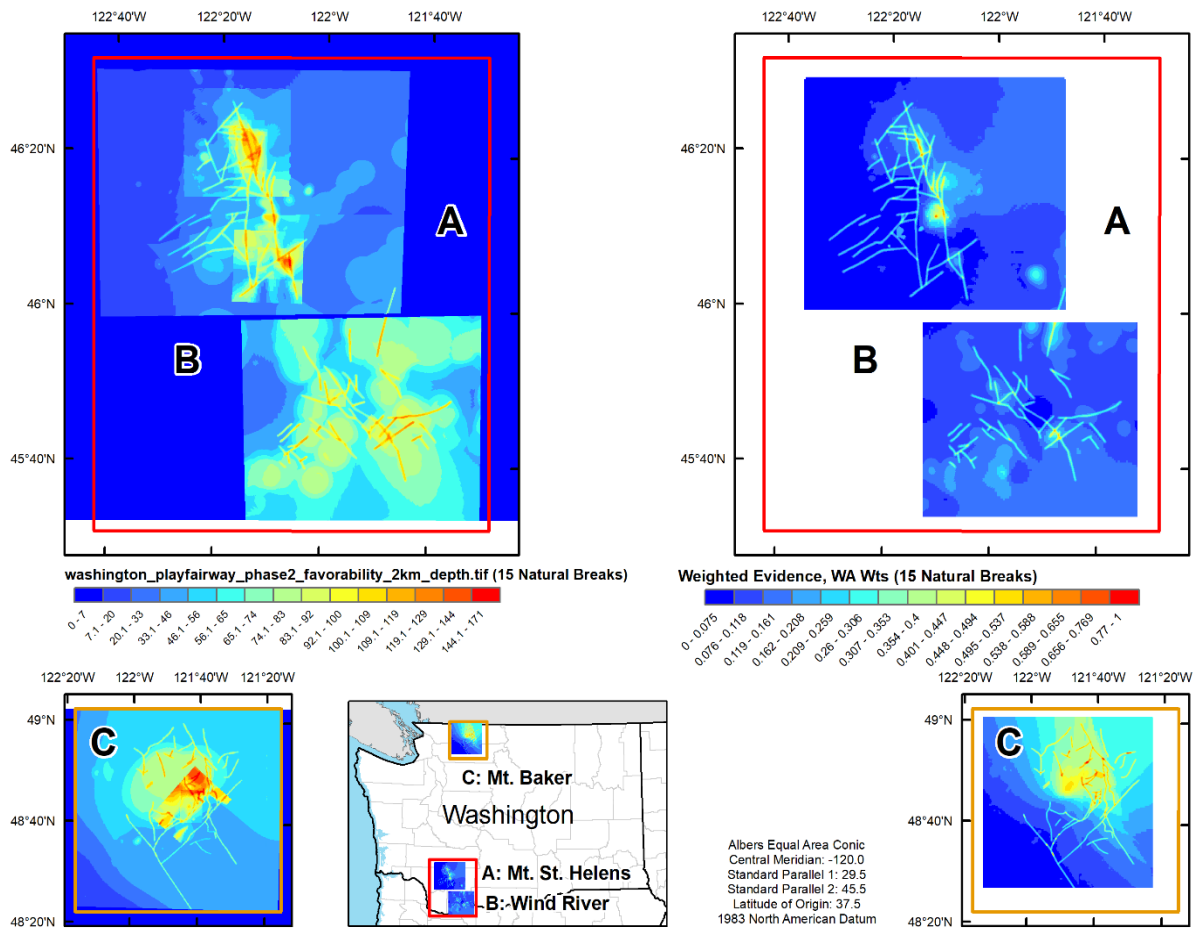 122°40'W 122°20'W 122°W 121°40'W
122°40'W 122°20'W 122°W 121°40'W
46°20'N
46°N
45°40'N
A
B
46°20'N
46°N
45°40'N
A
B
washington_playfairway_phase2_favorability_2km_depth.tif (15 Natural Breaks)
0 - 7
7.1 - 20
20.1 - 33
33.1 - 46
46.1 - 56
56.1 - 65
65.1 - 74
74.1 - 83
83.1 - 92
92.1 - 100
100.1 - 109
109.1 - 119
119.1 - 129
129.1 - 144
144.1 - 171
Weighted Evidence, WA Wts (15 Natural Breaks)
0 - 0.075
0.076 - 0.118
0.119 - 0.161
0.162 - 0.208
0.209 - 0.259
0.26 - 0.306
0.307 - 0.353
0.354 - 0.4
0.401 - 0.447
0.448 - 0.494
0.495 - 0.537
0.538 - 0.588
0.589 - 0.655
0.656 - 0.769
0.77 - 1
122°20'W 122°W 121°40'W 121°20'W
49°N
48°40'N
48°20'N
C
C: Mt. Baker
Washington
A: Mt. St. Helens
B: Wind River
Albers Equal Area Conic
Central Meridian: -120.0
Standard Parallel 1: 29.5
Standard Parallel 2: 45.5
Latitude of Origin: 37.5
1983 North American Datum
122°20'W 122°W 121°40'W 121°20'W
49°N
48°40'N
48°20'N
C